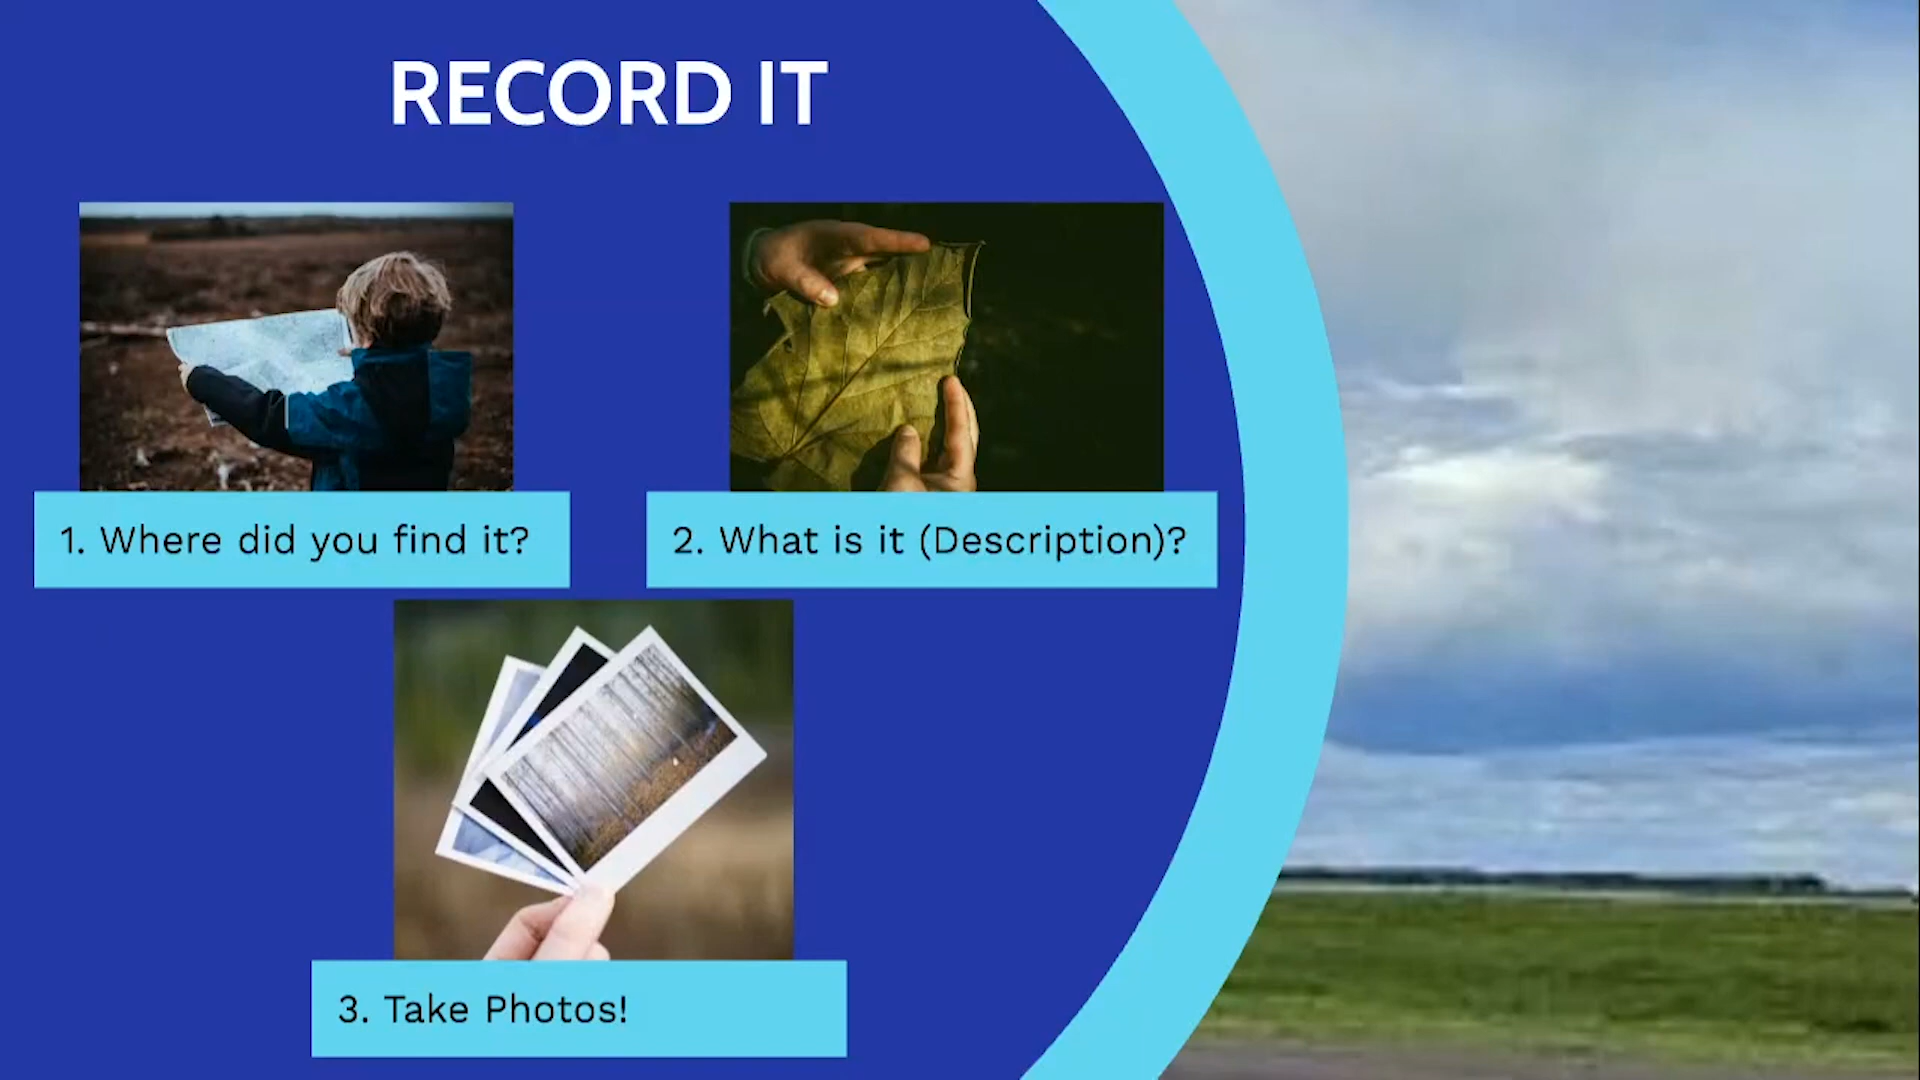 RECORD IT
1. Where did you find it?
2. What is it (Description)?
3. Take Photos!